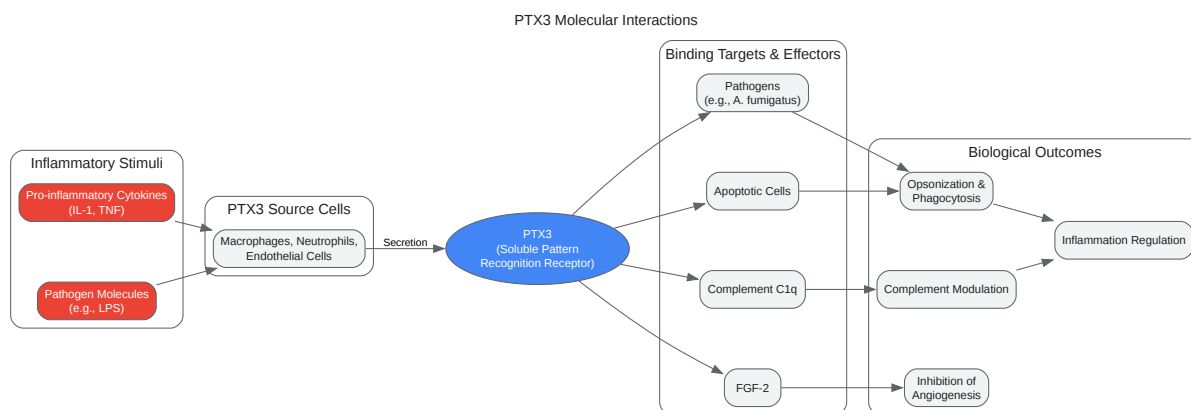 PTX3 Molecular Interactions
Inflammatory Stimuli
Pro-inflammatory Cytokines
(IL-1, TNF)
Pathogen Molecules
(e.g., LPS)
PTX3 Source Cells
Macrophages, Neutrophils,
Endothelial Cells
Secretion
PTX3
(Soluble Pattern
Recognition Receptor)
Binding Targets & Effectors
Pathogens
(e.g., A. fumigatus)
Apoptotic Cells
Complement C1q
FGF-2
Biological Outcomes
Opsonization &
Phagocytosis
Complement Modulation
Inhibition of
Angiogenesis
Inflammation Regulation